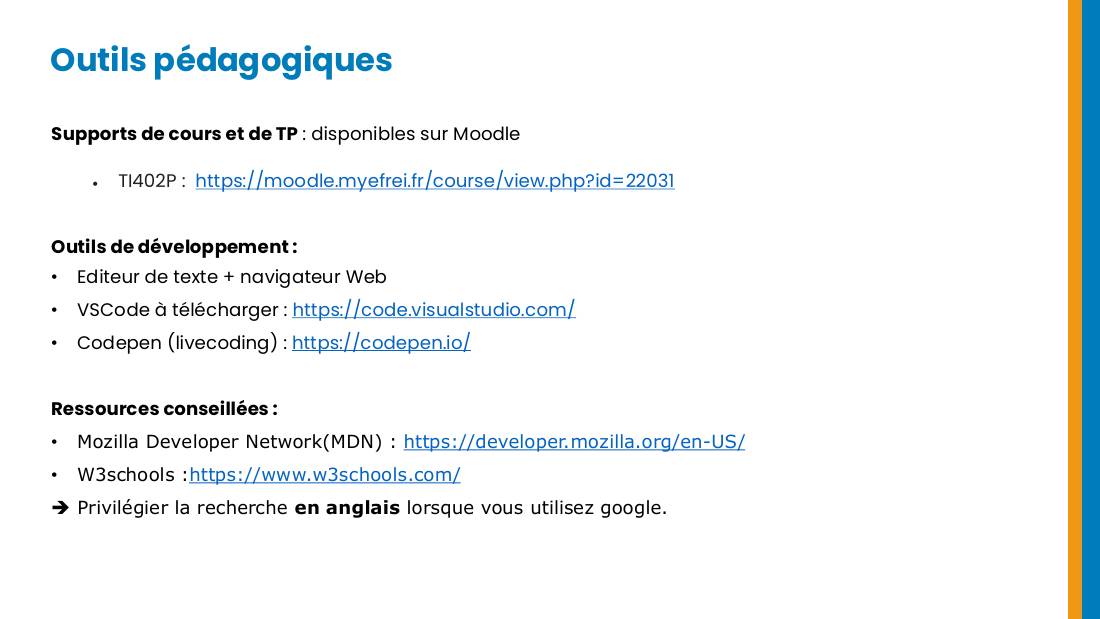 Outils pédagogiques
Supports de cours et de TP : disponibles sur Moodle
• TI402P : https://moodle.myefrei.fr/course/view.php?id=22031
Outils de développement :
• Editeur de texte + navigateur Web
• VSCode à télécharger : https://code.visualstudio.com/
• Codepen (livecoding) : https://codepen.io/
Ressources conseillées :
• Mozilla Developer Network(MDN) : https://developer.mozilla.org/en-US/
• W3schools :https://www.w3schools.com/
➔ Privilégier la recherche en anglais lorsque vous utilisez google.